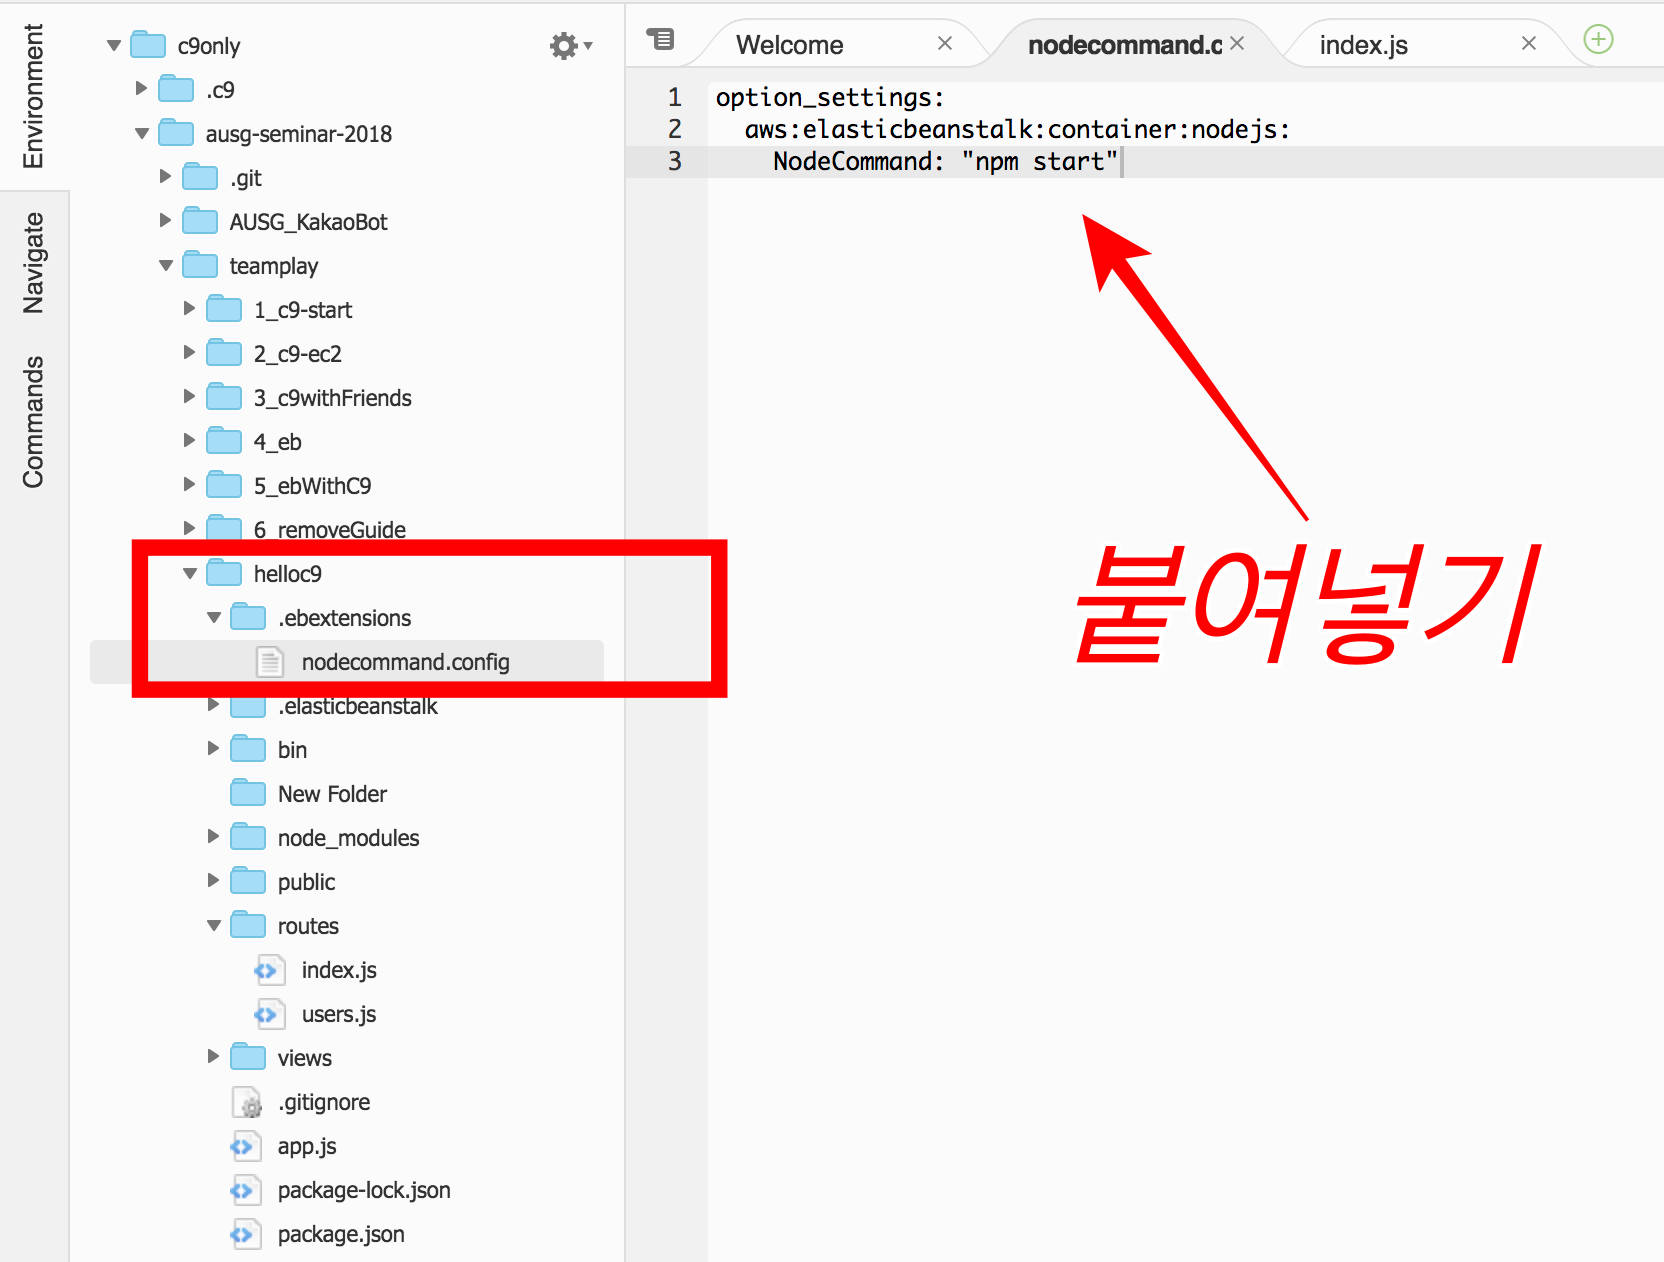 Environment
Navigate
Commands
c9only
.c9
ausg-seminar-2018
.git
AUSG_KakaoBot
teamplay
1_c9-start
2_c9-ec2
3_c9withFriends
4_eb
5_ebWithC9
6_removeGuide
helloc9
.ebextensions
nodecommand.config
.elasticbeanstalk
bin
New Folder
node_modules
public
routes
index.js
users.js
views
.gitignore
app.js
package-lock.json
package.json
Welcome
nodecommand.c
index.js
1 option_settings:
2 aws:elasticbeanstalk:container:nodejs:
3 NodeCommand: "npm start"
붙여넣기